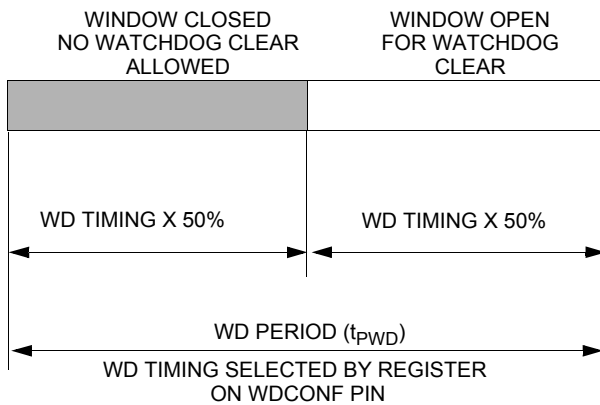 WINDOW CLOSED
NO WATCHDOG CLEAR
ALLOWED
WINDOW OPEN
FOR WATCHDOG
CLEAR
WD TIMING X 50%
WD TIMING X 50%
WD PERIOD (tPWD)
WD TIMING SELECTED BY REGISTER
ON WDCONF PIN